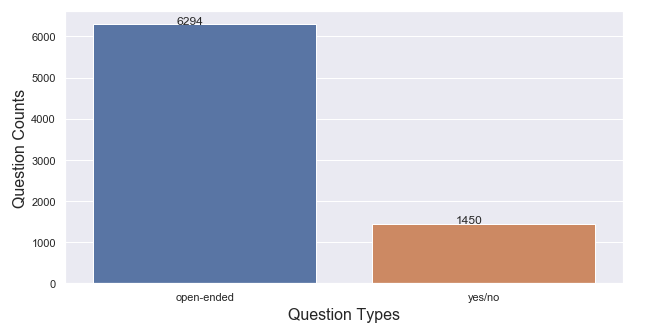 6294
6000
5000
4000
3000
2000
1000
0
1450
open-ended
yes/no
Question Types
Question Counts